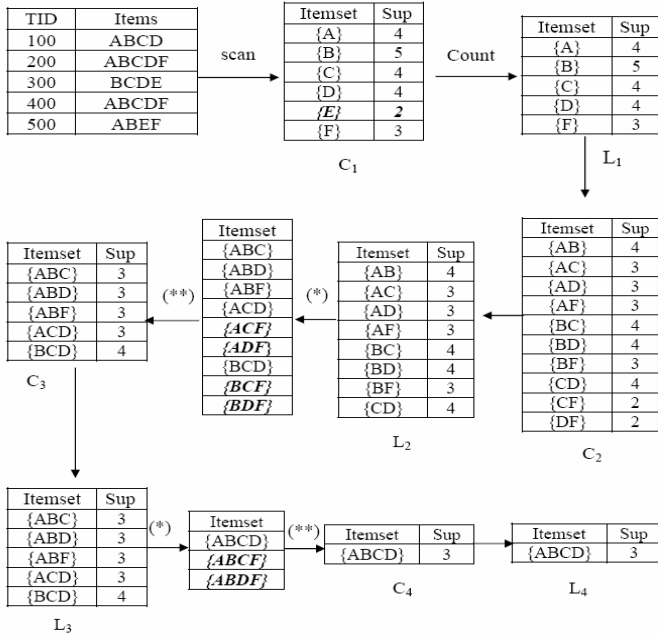 TID Items
100 ABCD
200 ABCDF
300 BCDE
400 ABCDF
500 ABEF
scan
Itemset Sup
{A} 4
{B} 5
{C} 4
{D} 4
{E} 2
{F} 3
C1
Count
Itemset Sup
{A} 4
{B} 5
{C} 4
{D} 4
{F} 3
L1
Itemset Sup
{ABC} 3
{ABD} 3
{ABF} 3
{ACD} 3
{BCD} 4
C3
(**)
Itemset
{ABC}
{ABD}
{ABF}
{ACD}
{ACF}
{ADF}
{BCD}
{BCF}
{BDF}
(*)
Itemset Sup
{AB} 4
{AC} 3
{AD} 3
{AF} 3
{BC} 4
{BD} 4
{BF} 3
{CD} 4
L2
Itemset Sup
{AB} 4
{AC} 3
{AD} 3
{AF} 3
{BC} 4
{BD} 4
{BF} 3
{CD} 4
{CF} 2
{DF} 2
C2
Itemset Sup
{ABC} 3
{ABD} 3
{ABF} 3
{ACD} 3
{BCD} 4
L3
(*)
Itemset
{ABCD}
{ABCF}
{ABDF}
(**)
Itemset Sup
{ABCD} 3
C4
Itemset Sup
{ABCD} 3
L4